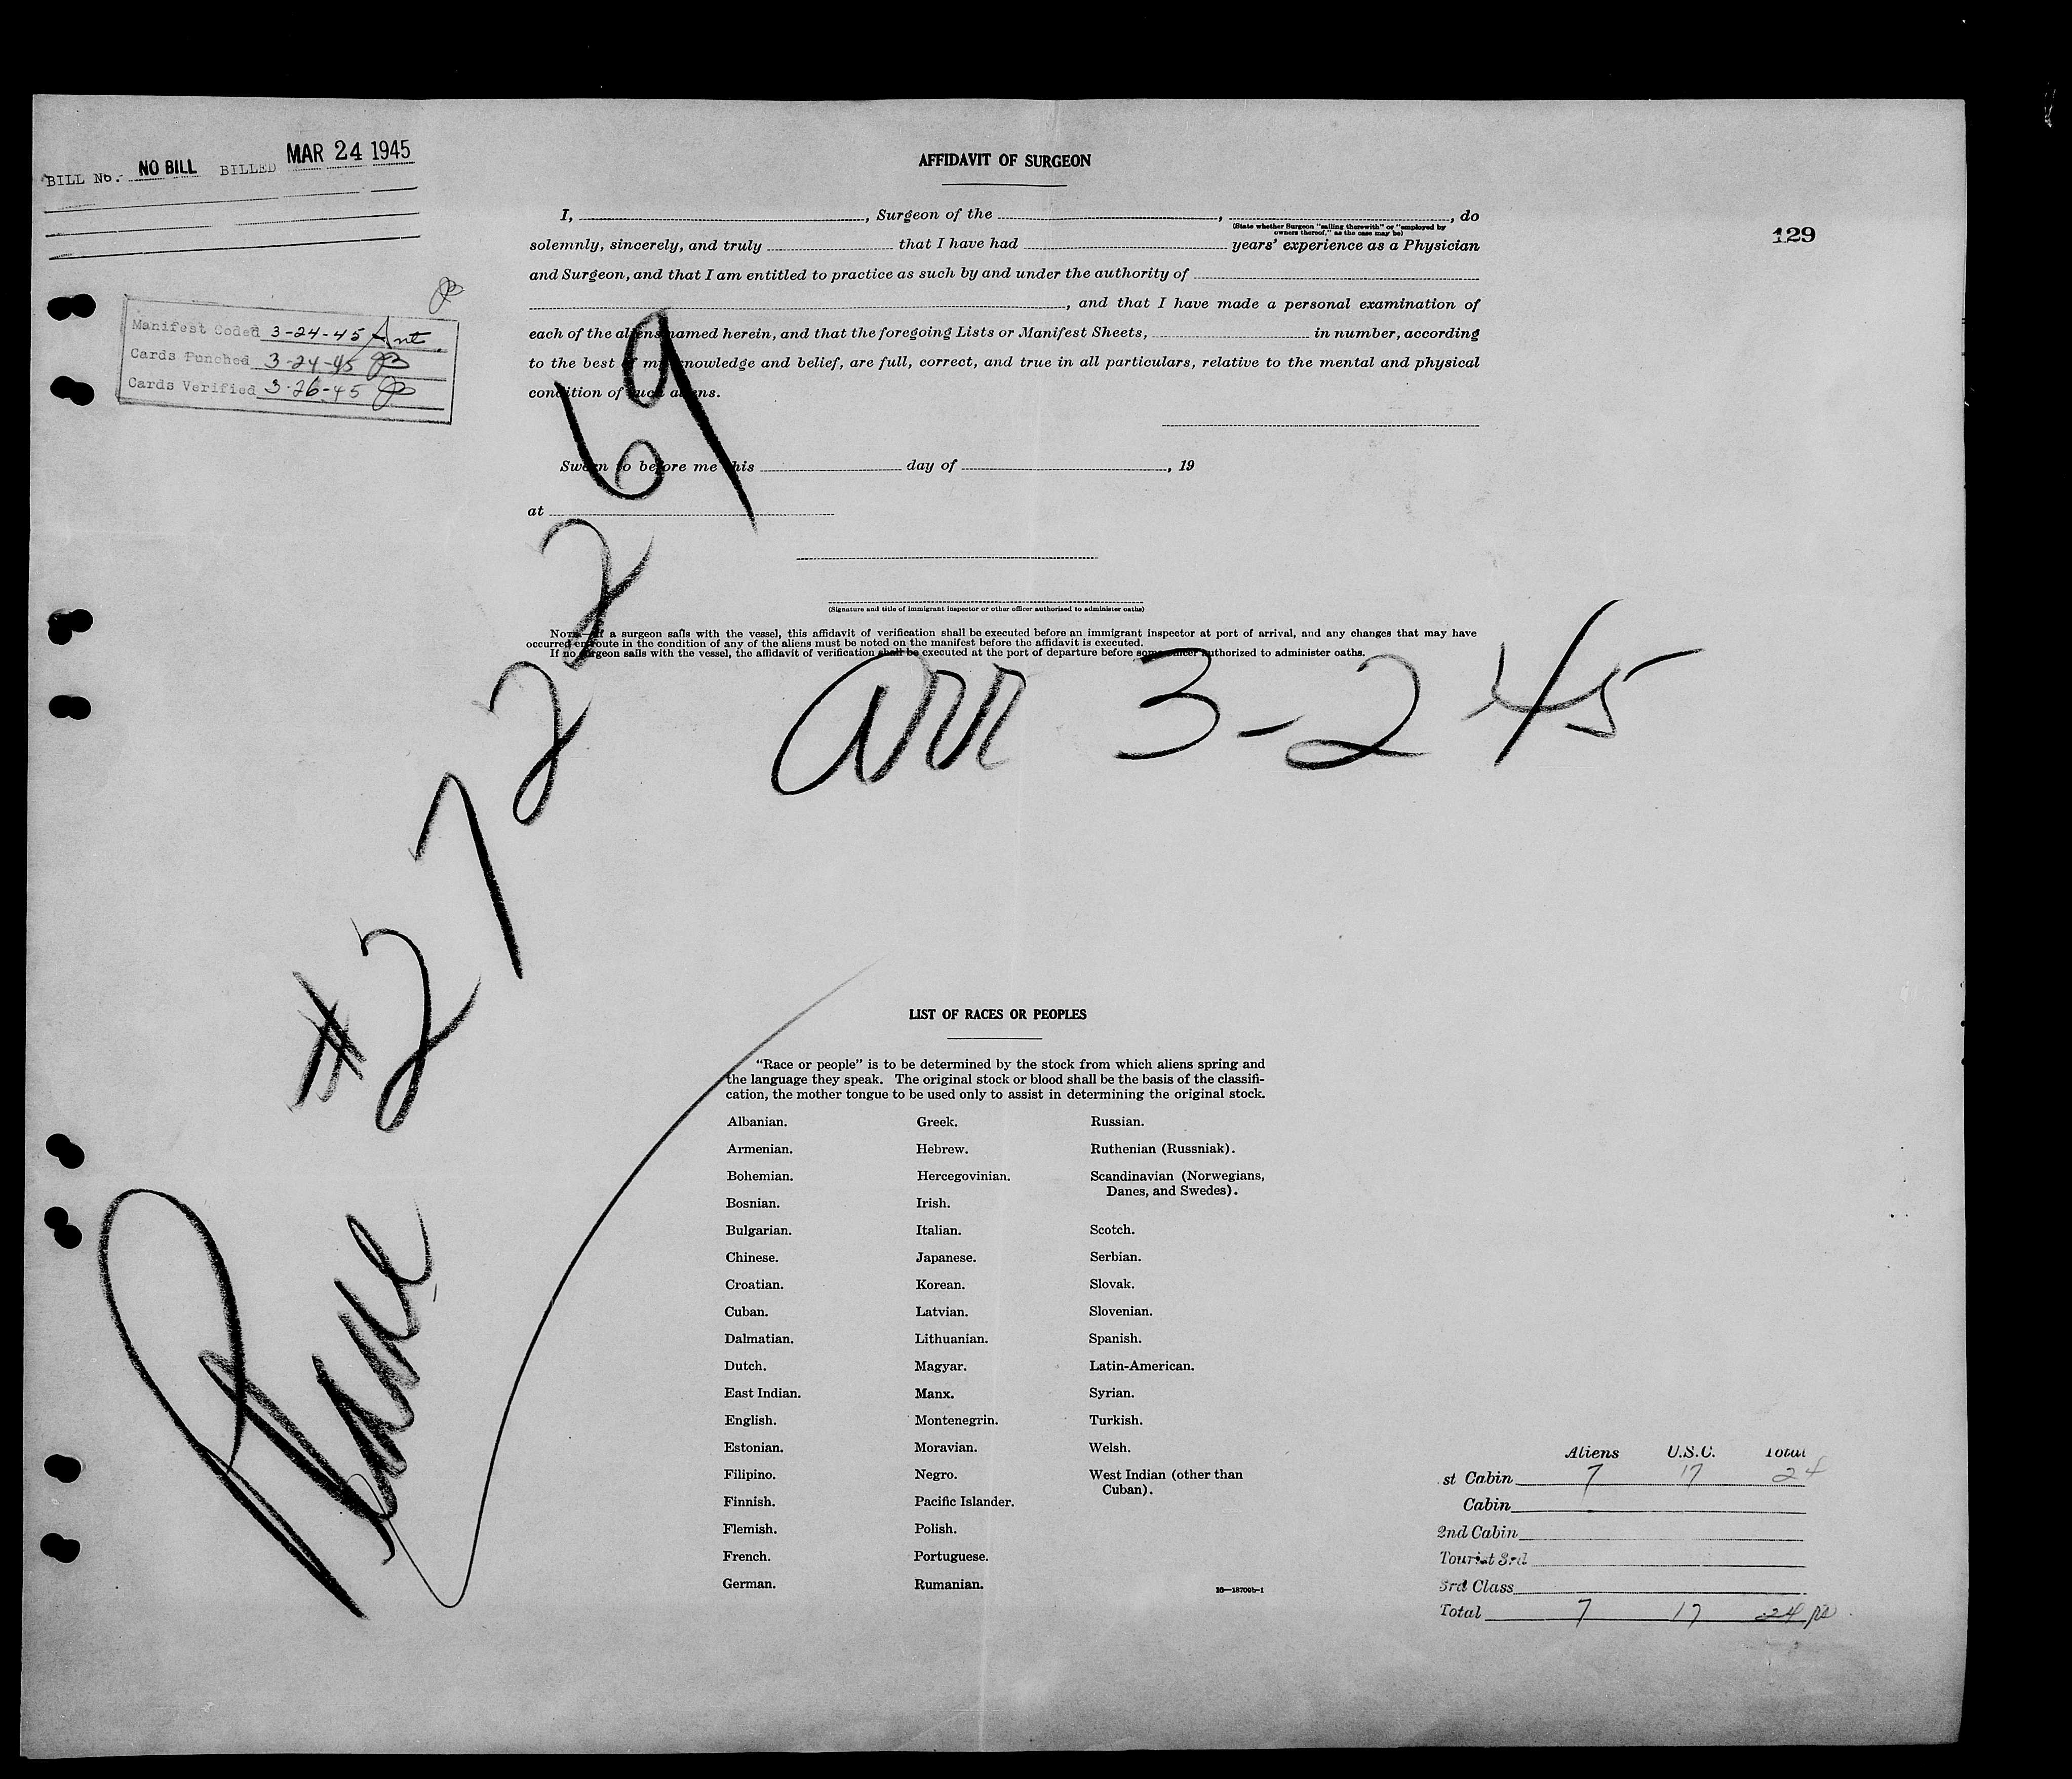 BILL No. NO BILL BILLED MAR 24 1945
AFFIDAVIT OF SURGEON
I, , Surgeon of the , , do
(State whether Surgeon "sailing therewith" or "employed by
owners thereof," as the case may be)
129
solemnly, sincerely, and truly that I have had years' experience as a Physician
and Surgeon, and that I am entitled to practice as such by and under the authority of
, and that I have made a personal examination of
each of the aliens named herein, and that the foregoing Lists or Manifest Sheets, in number, according
to the best of my knowledge and belief, are full, correct, and true in all particulars, relative to the mental and physical
condition of such aliens.
Manifest Coded 3-24-45
Cards Punched 3-24-45
Cards Verified 3-26-45
Sworn to before me this day of , 19
at
(Signature and title of immigrant inspector or other officer authorized to administer oaths)
NOTE.—If a surgeon sails with the vessel, this affidavit of verification shall be executed before an immigrant inspector at port of arrival, and any changes that may have
occurred en route in the condition of any of the aliens must be noted on the manifest before the affidavit is executed.
If no surgeon sails with the vessel, the affidavit of verification shall be executed at the port of departure before some officer authorized to administer oaths.
arr 3-2 45
Plane #272269
LIST OF RACES OR PEOPLES
"Race or people" is to be determined by the stock from which aliens spring and
the language they speak. The original stock or blood shall be the basis of the classifi-
cation, the mother tongue to be used only to assist in determining the original stock.
Albanian. Greek. Russian.
Armenian. Hebrew. Ruthenian (Russniak).
Bohemian. Hercegovinian. Scandinavian (Norwegians,
Danes, and Swedes).
Bosnian. Irish.
Bulgarian. Italian. Scotch.
Chinese. Japanese. Serbian.
Croatian. Korean. Slovak.
Cuban. Latvian. Slovenian.
Dalmatian. Lithuanian. Spanish.
Dutch. Magyar. Latin-American.
East Indian. Manx. Syrian.
English. Montenegrin. Turkish.
Estonian. Moravian. Welsh.
Filipino. Negro. West Indian (other than
Cuban).
Finnish. Pacific Islander.
Flemish. Polish.
French. Portuguese.
German. Rumanian.
16—18709b-1
Aliens U.S.C. Total
st Cabin 7 17 24
Cabin
2nd Cabin
Tourist 3rd
3rd Class
Total 7 17 24